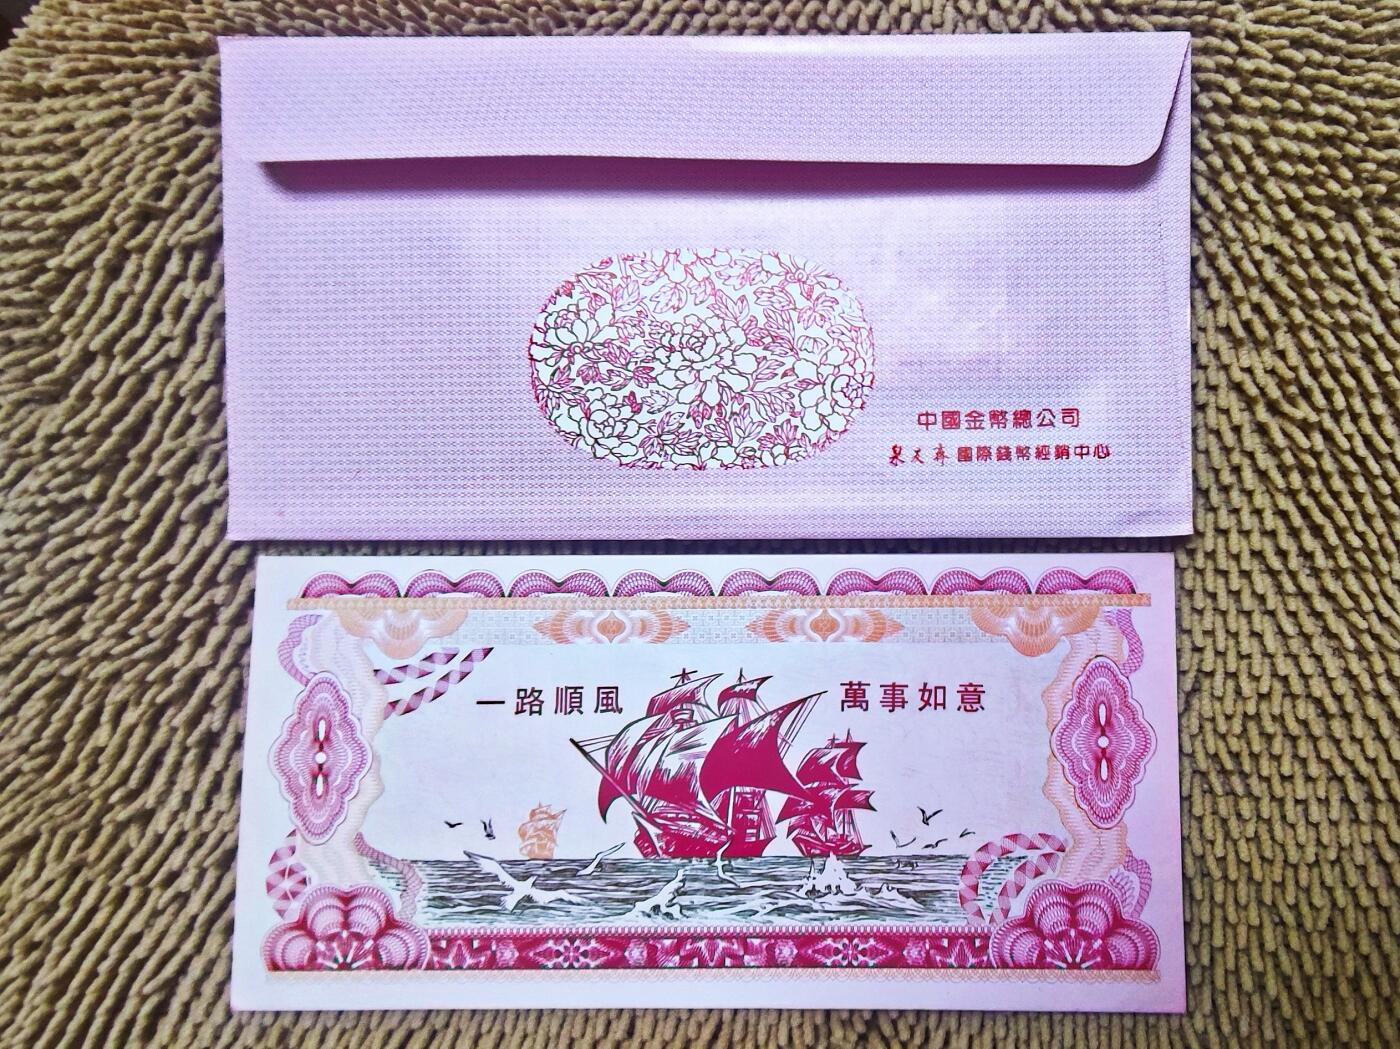 中國金幣總公司
泉文齋 國際錢幣經銷中心
一路順風
萬事如意